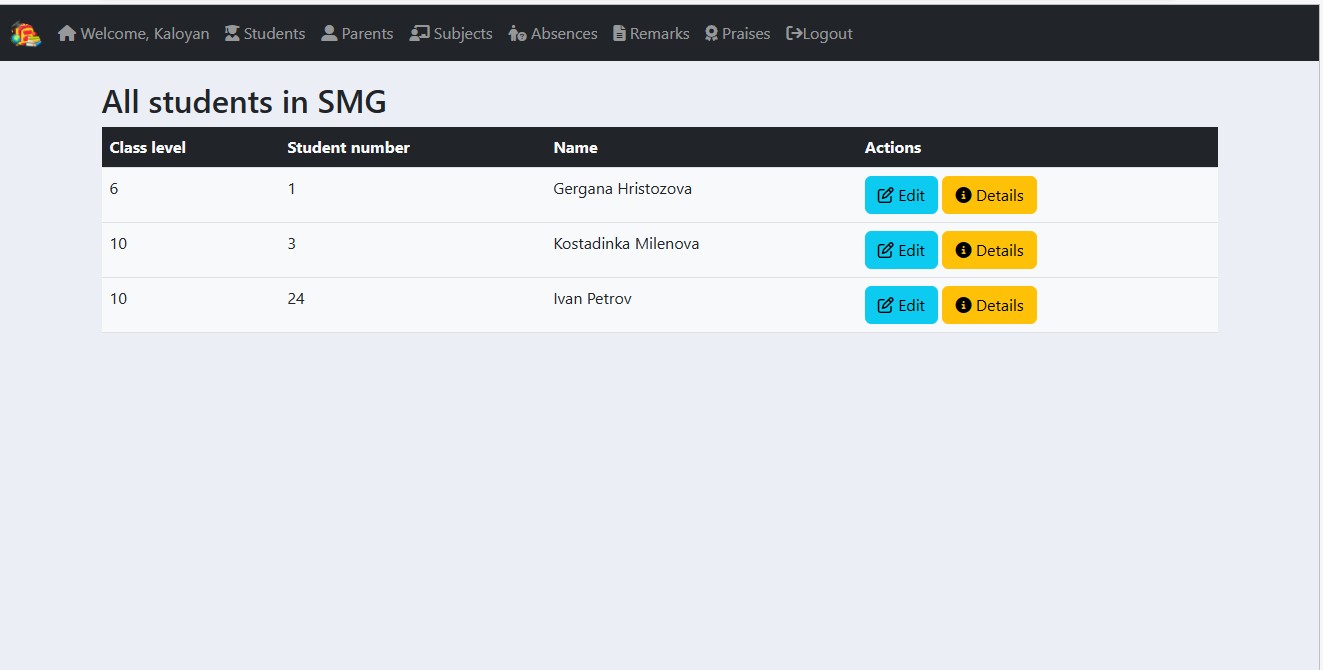 Welcome, Kaloyan Students Parents Subjects Absences Remarks Praises Logout
All students in SMG
Class level Student number Name Actions
6 1 Gergana Hristozova Edit Details
10 3 Kostadinka Milenova Edit Details
10 24 Ivan Petrov Edit Details